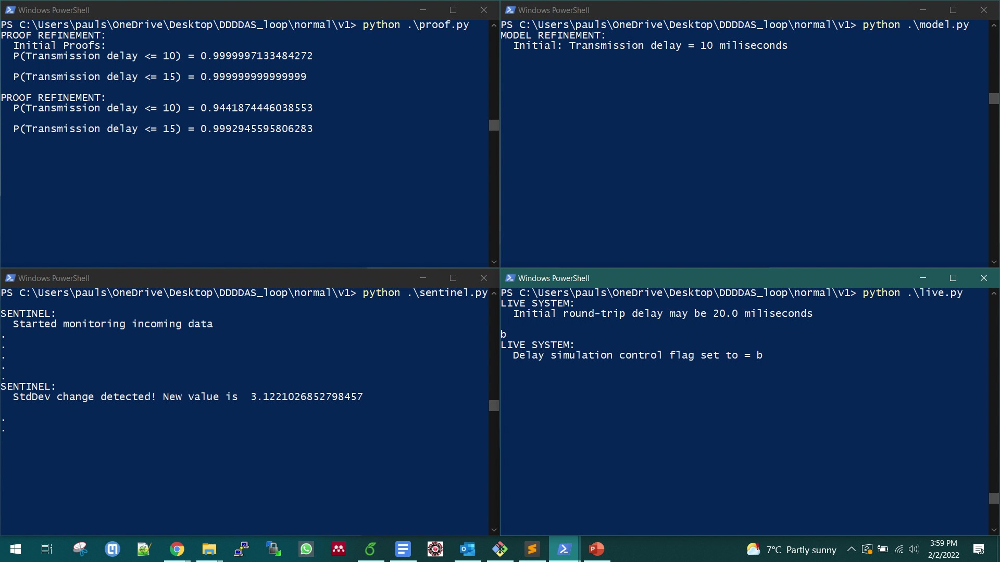 Windows PowerShell
PS C:\Users\pauls\OneDrive\Desktop\DDDDAS_loop\normal\v1> python .\proof.py
PROOF REFINEMENT:
Initial Proofs:
P(Transmission delay <= 10) = 0.9999997133484272
P(Transmission delay <= 15) = 0.999999999999999
PROOF REFINEMENT:
P(Transmission delay <= 10) = 0.9441874446038553
P(Transmission delay <= 15) = 0.9992945595806283
Windows PowerShell
PS C:\Users\pauls\OneDrive\Desktop\DDDDAS_loop\normal\v1> python .\model.py
MODEL REFINEMENT:
Initial: Transmission delay = 10 miliseconds
Windows PowerShell
PS C:\Users\pauls\OneDrive\Desktop\DDDDAS_loop\normal\v1> python .\sentinel.py
SENTINEL:
Started monitoring incoming data
.
.
.
.
.
SENTINEL:
StdDev change detected! New value is  3.1221026852798457
.
.
Windows PowerShell
PS C:\Users\pauls\OneDrive\Desktop\DDDDAS_loop\normal\v1> python .\live.py
LIVE SYSTEM:
Initial round-trip delay may be 20.0 miliseconds
b
LIVE SYSTEM:
Delay simulation control flag set to = b
7°C Partly sunny
3:59 PM
2/2/2022